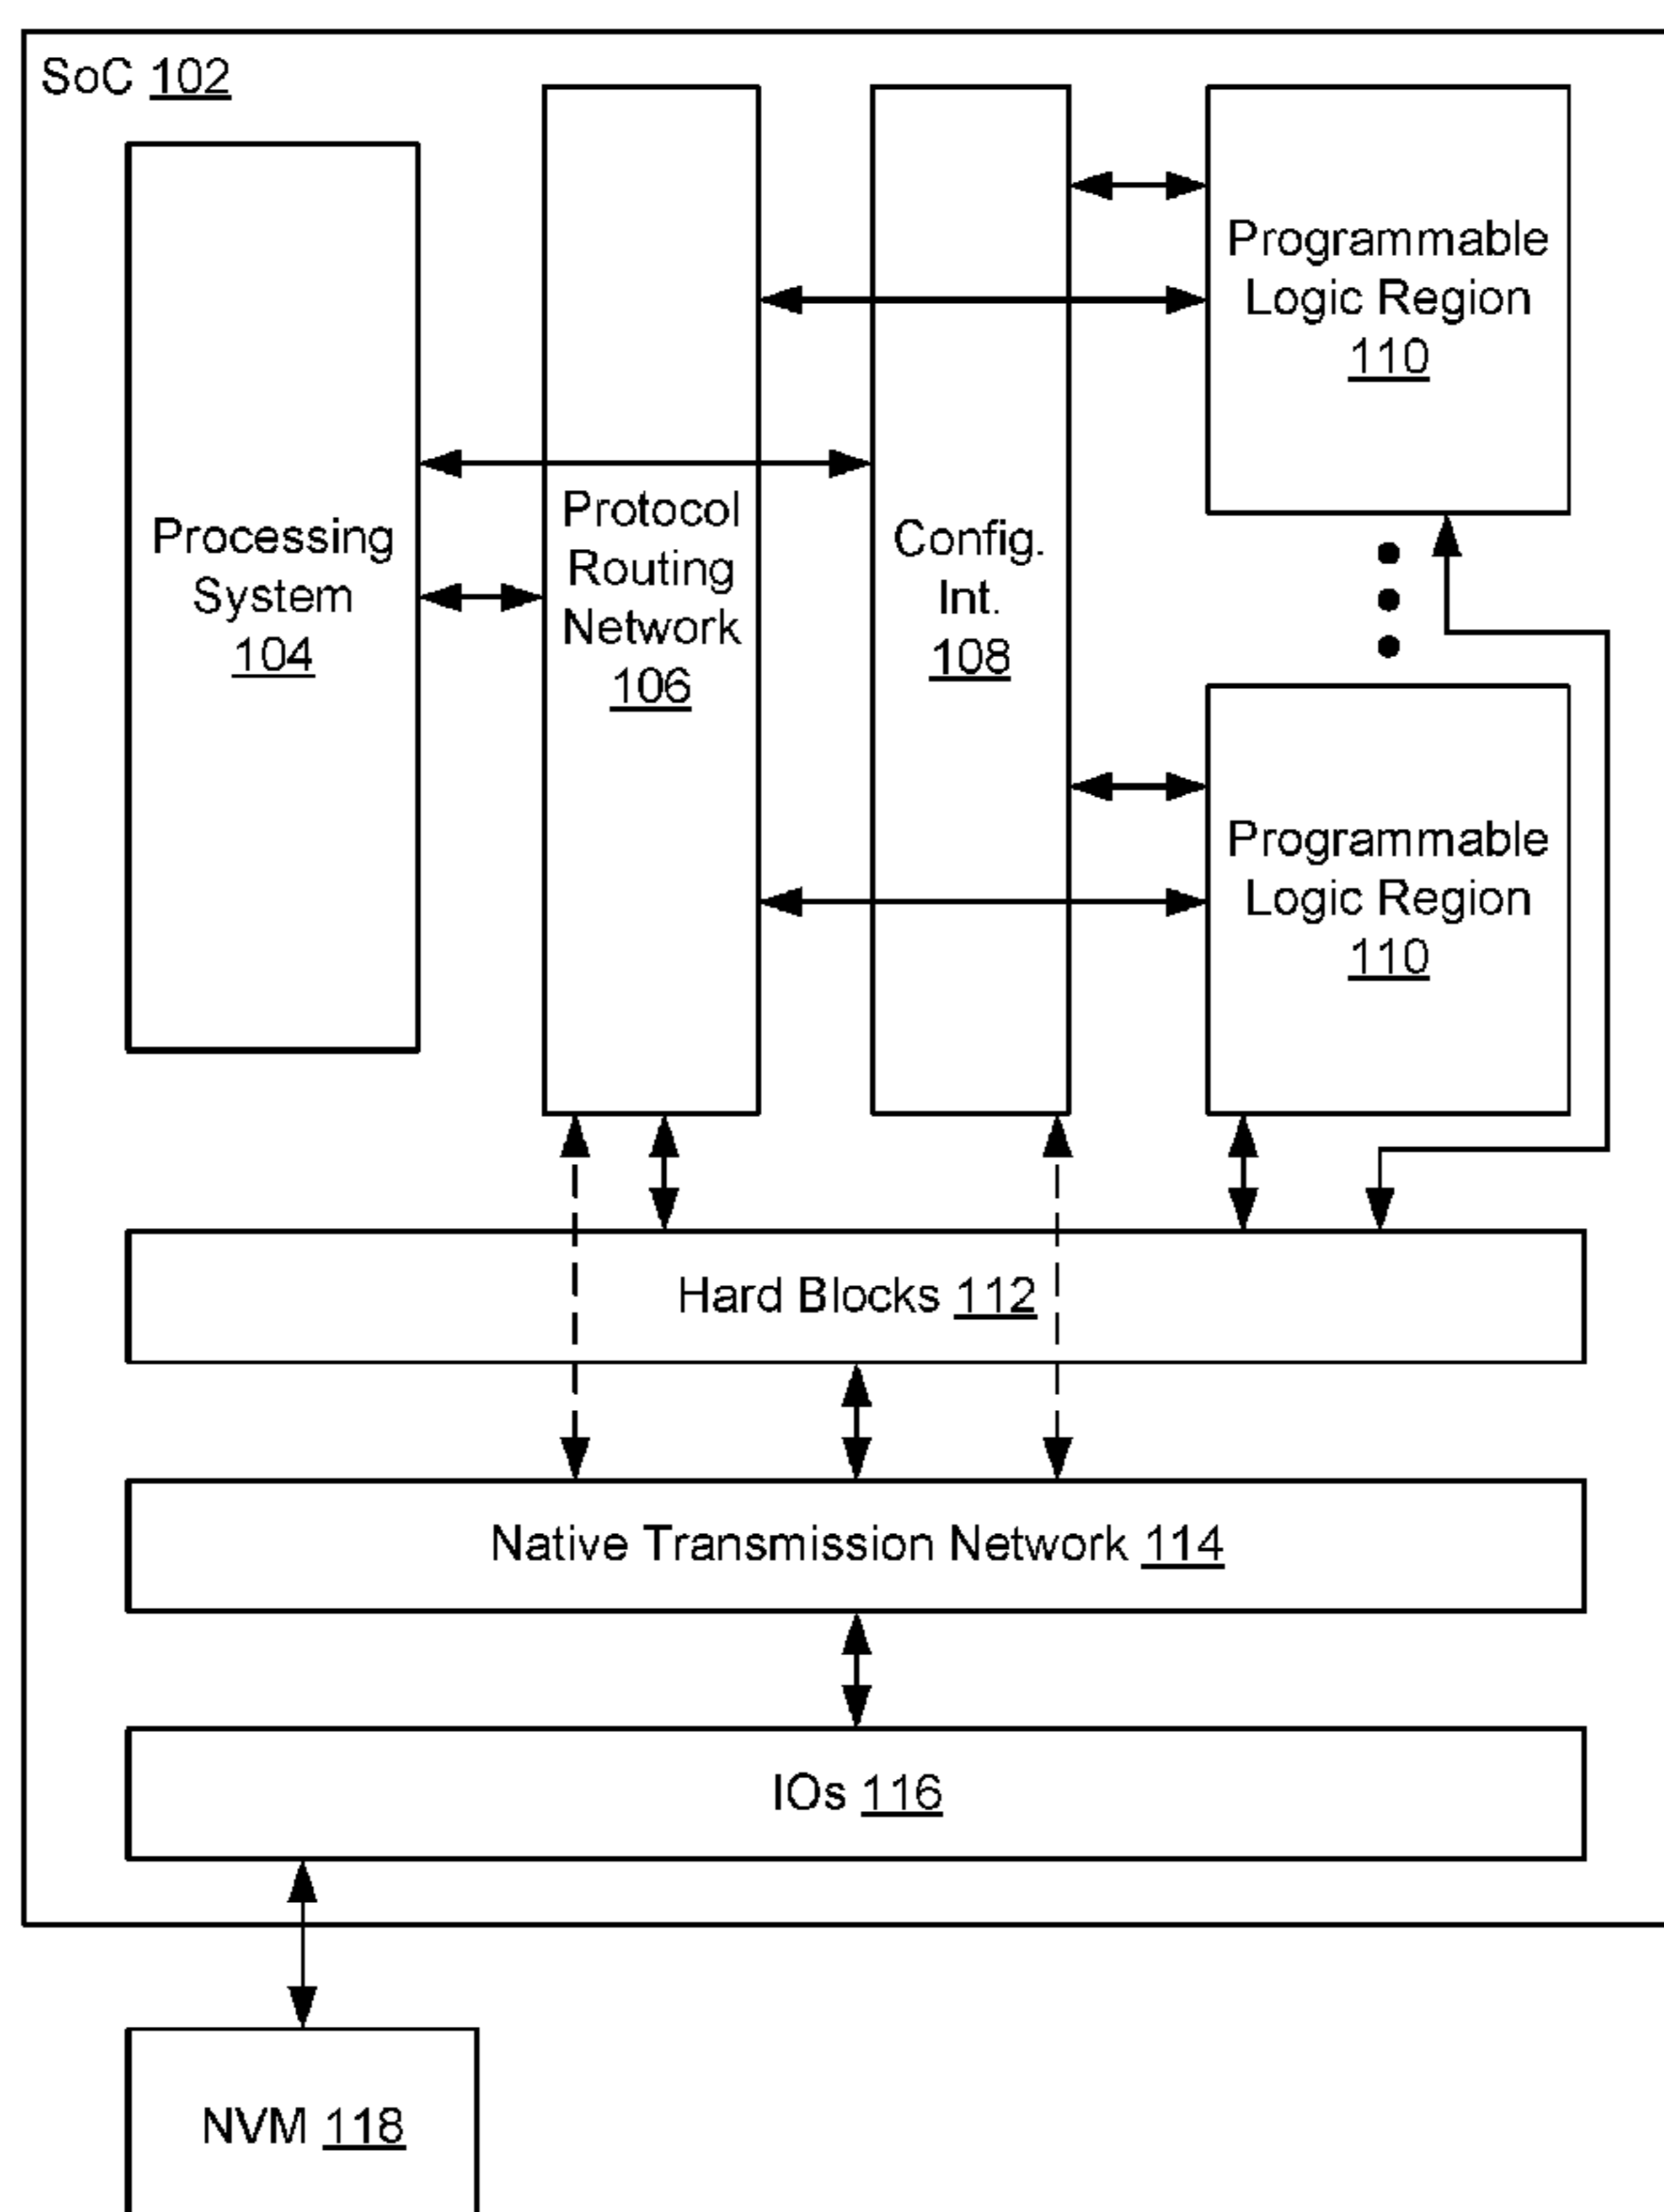 SoC 102
Processing
System
104
Protocol
Routing
Network
106
Config.
Int.
108
Programmable
Logic Region
110
Programmable
Logic Region
110
Hard Blocks 112
Native Transmission Network 114
IOs 116
NVM 118